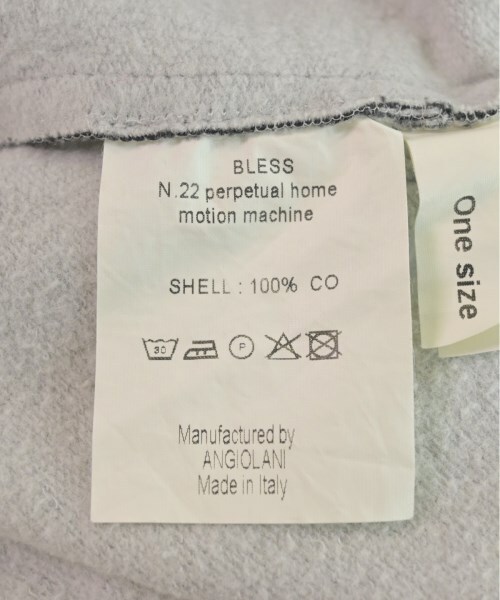 BLESS
N.22 perpetual home
motion machine
SHELL : 100% CO
30 P
Manufactured by
ANGIOLANI
Made in Italy
One size